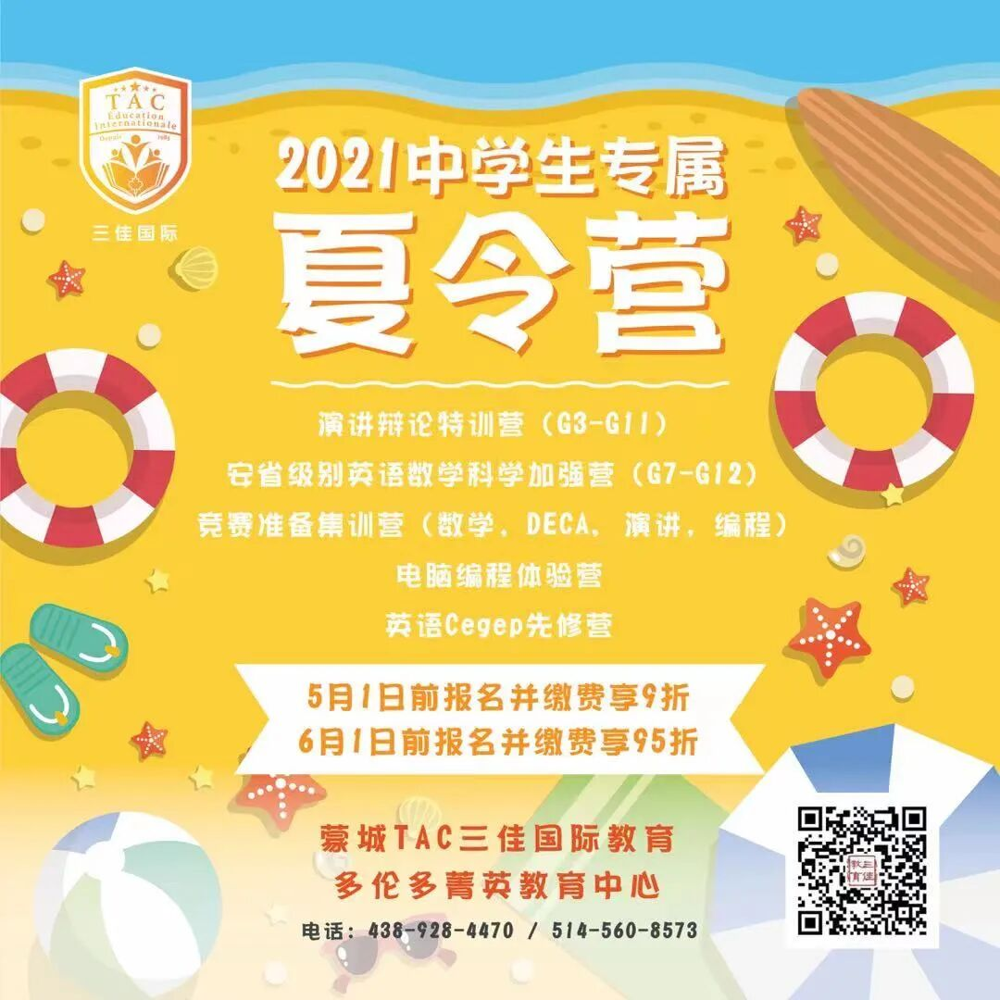 TAC
Education
Internationale
Depuis 1985
三佳国际
2021中学生专属
夏令营
演讲辩论特训营（G3-G11）
安省级别英语数学科学加强营（G7-G12）
竞赛准备集训营（数学，DECA，演讲，编程）
电脑编程体验营
英语Cegep先修营
5月1日前报名并缴费享9折
6月1日前报名并缴费享95折
蒙城TAC三佳国际教育
多伦多菁英教育中心
电话：438-928-4470 / 514-560-8573
三佳教育